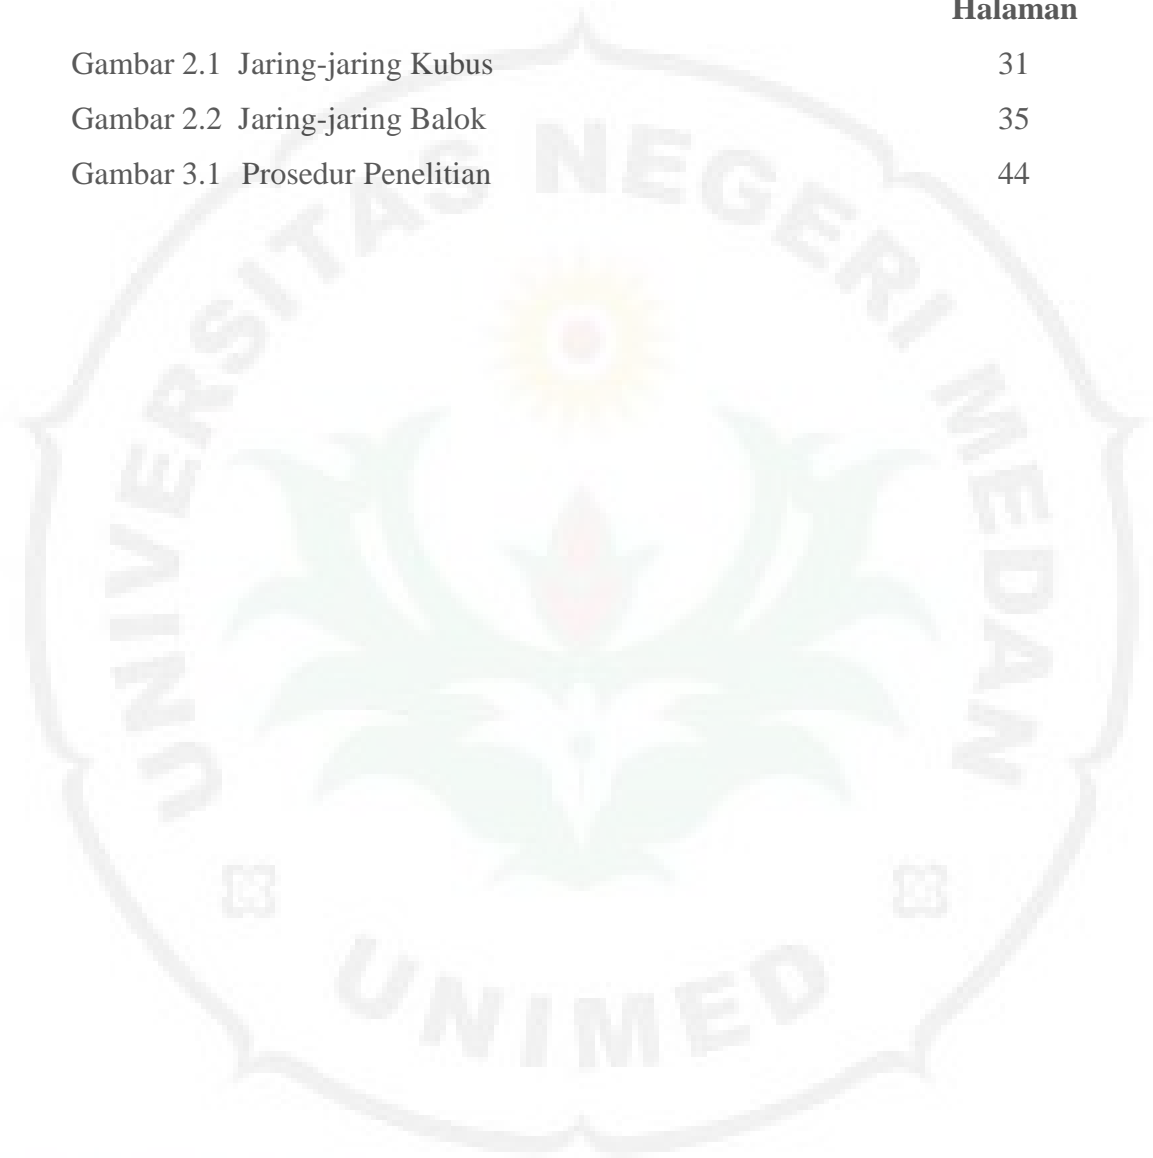 Halaman
Gambar 2.1 Jaring-jaring Kubus 31
Gambar 2.2 Jaring-jaring Balok 35
Gambar 3.1 Prosedur Penelitian 44
UNIVERSITAS NEGERI MEDAN
UNIMED